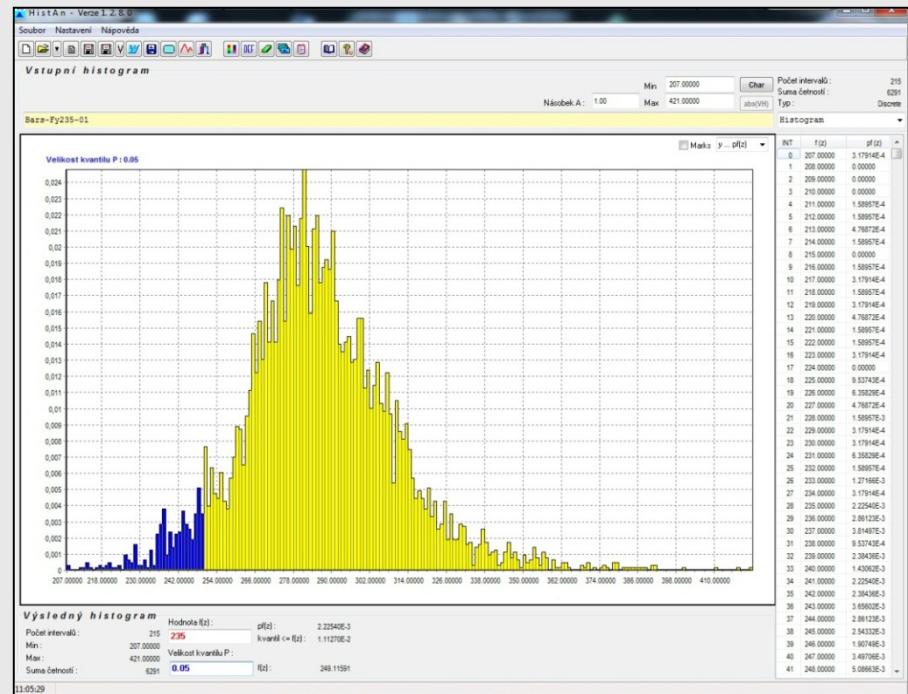 HistAn - Verze 1. 2. 8. 0
Soubor Nastavení Nápověda
Vstupní histogram
Násobek A : 1.00
Min 207.00000
Max 421.00000
Char
abs(VH)
Počet intervalů : 215
Suma četností : 6291
Typ : Discrete
Bars-Fy235-01
Histogram
Velikost kvantilu P : 0.05
Marks y ... pf(z)
0,024
0,023
0,022
0,021
0,02
0,019
0,018
0,017
0,016
0,015
0,014
0,013
0,012
0,011
0,01
0,009
0,008
0,007
0,006
0,005
0,004
0,003
0,002
0,001
0
207.00000 218.00000 230.00000 242.00000 254.00000 266.00000 278.00000 290.00000 302.00000 314.00000 326.00000 338.00000 350.00000 362.00000 374.00000 386.00000 398.00000 410.00000
INT f (z) pf (z)
0 207.00000 3.17914E-4
1 208.00000 0.00000
2 209.00000 0.00000
3 210.00000 0.00000
4 211.00000 1.58957E-4
5 212.00000 1.58957E-4
6 213.00000 4.76872E-4
7 214.00000 1.58957E-4
8 215.00000 0.00000
9 216.00000 1.58957E-4
10 217.00000 3.17914E-4
11 218.00000 1.58957E-4
12 219.00000 3.17914E-4
13 220.00000 4.76872E-4
14 221.00000 1.58957E-4
15 222.00000 1.58957E-4
16 223.00000 3.17914E-4
17 224.00000 0.00000
18 225.00000 9.53743E-4
19 226.00000 6.35829E-4
20 227.00000 4.76872E-4
21 228.00000 1.58957E-3
22 229.00000 3.17914E-4
23 230.00000 3.17914E-4
24 231.00000 6.35829E-4
25 232.00000 1.58957E-4
26 233.00000 1.27166E-3
27 234.00000 3.17914E-4
28 235.00000 2.22540E-3
29 236.00000 2.86123E-3
30 237.00000 3.81497E-3
31 238.00000 9.53743E-4
32 239.00000 2.38436E-3
33 240.00000 1.43062E-3
34 241.00000 2.22540E-3
35 242.00000 2.38436E-3
36 243.00000 3.65602E-3
37 244.00000 2.86123E-3
38 245.00000 2.54332E-3
39 246.00000 1.90749E-3
40 247.00000 3.49706E-3
41 248.00000 5.08663E-3
Výsledný histogram
Počet intervalů : 215
Min : 207.00000
Max : 421.00000
Suma četností : 6291
Hodnota f(z) :
235
Velikost kvantilu P :
0.05
pf(z) : 2.22540E-3
kvantil <= f(z) : 1.11270E-2
f(z) : 249.11591
11:05:29